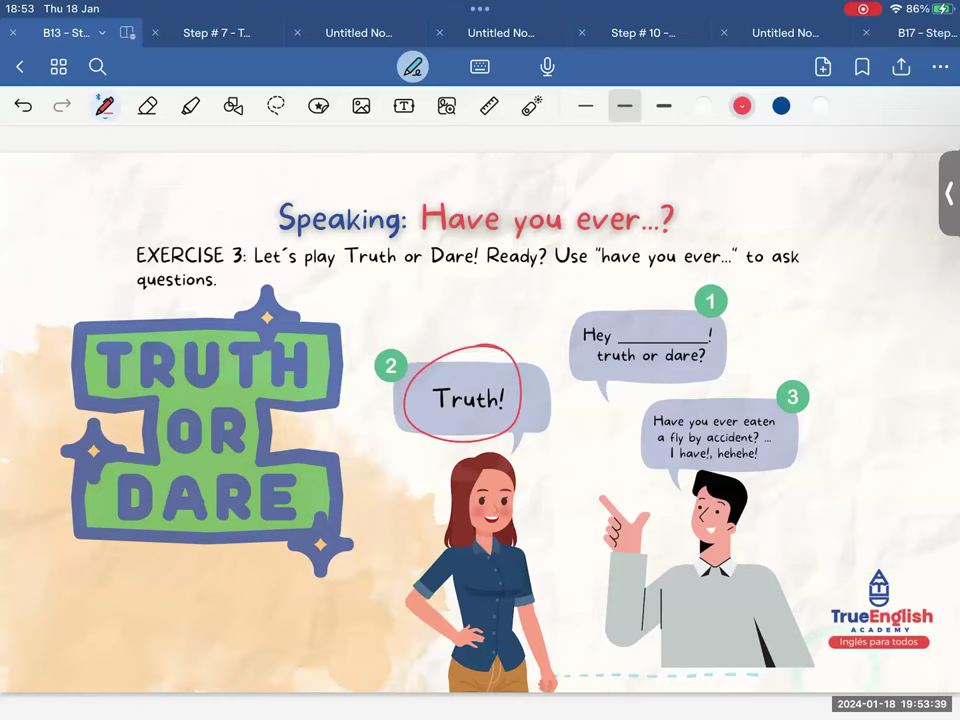 18:53 Thu 18 Jan
86%
B13 - St...
Step # 7 - T...
Untitled No...
Untitled No...
Step # 10 -...
Untitled No...
B17 - Step...
Speaking: Have you ever...?
EXERCISE 3: Let´s play Truth or Dare! Ready? Use "have you ever..." to ask
questions.
TRUTH
OR
DARE
1
Hey __________!
truth or dare?
2
Truth!
3
Have you ever eaten
a fly by accident? ...
I have!, hehehe!
TrueEnglish
ACADEMY
Inglés para todos
2024-01-18 19:53:39